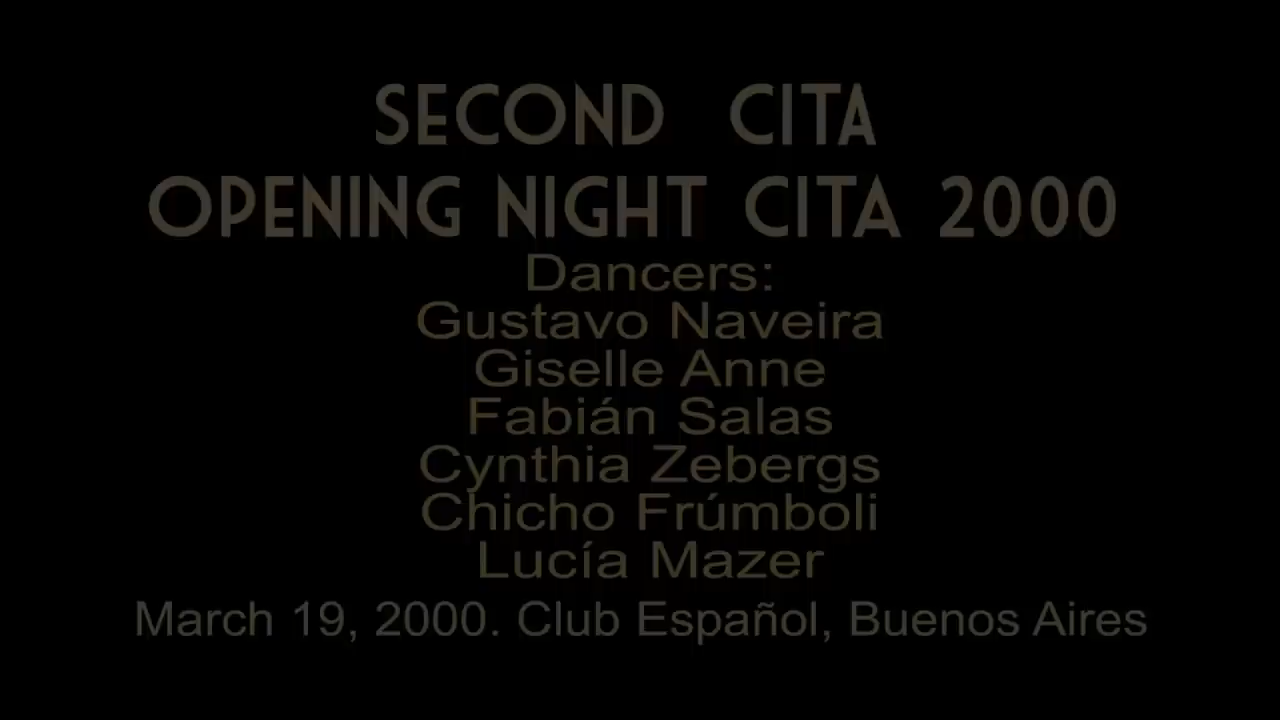 SECOND CITA
OPENING NIGHT CITA 2000
Dancers:
Gustavo Naveira
Giselle Anne
Fabián Salas
Cynthia Zebergs
Chicho Frúmboli
Lucía Mazer
March 19, 2000. Club Español, Buenos Aires